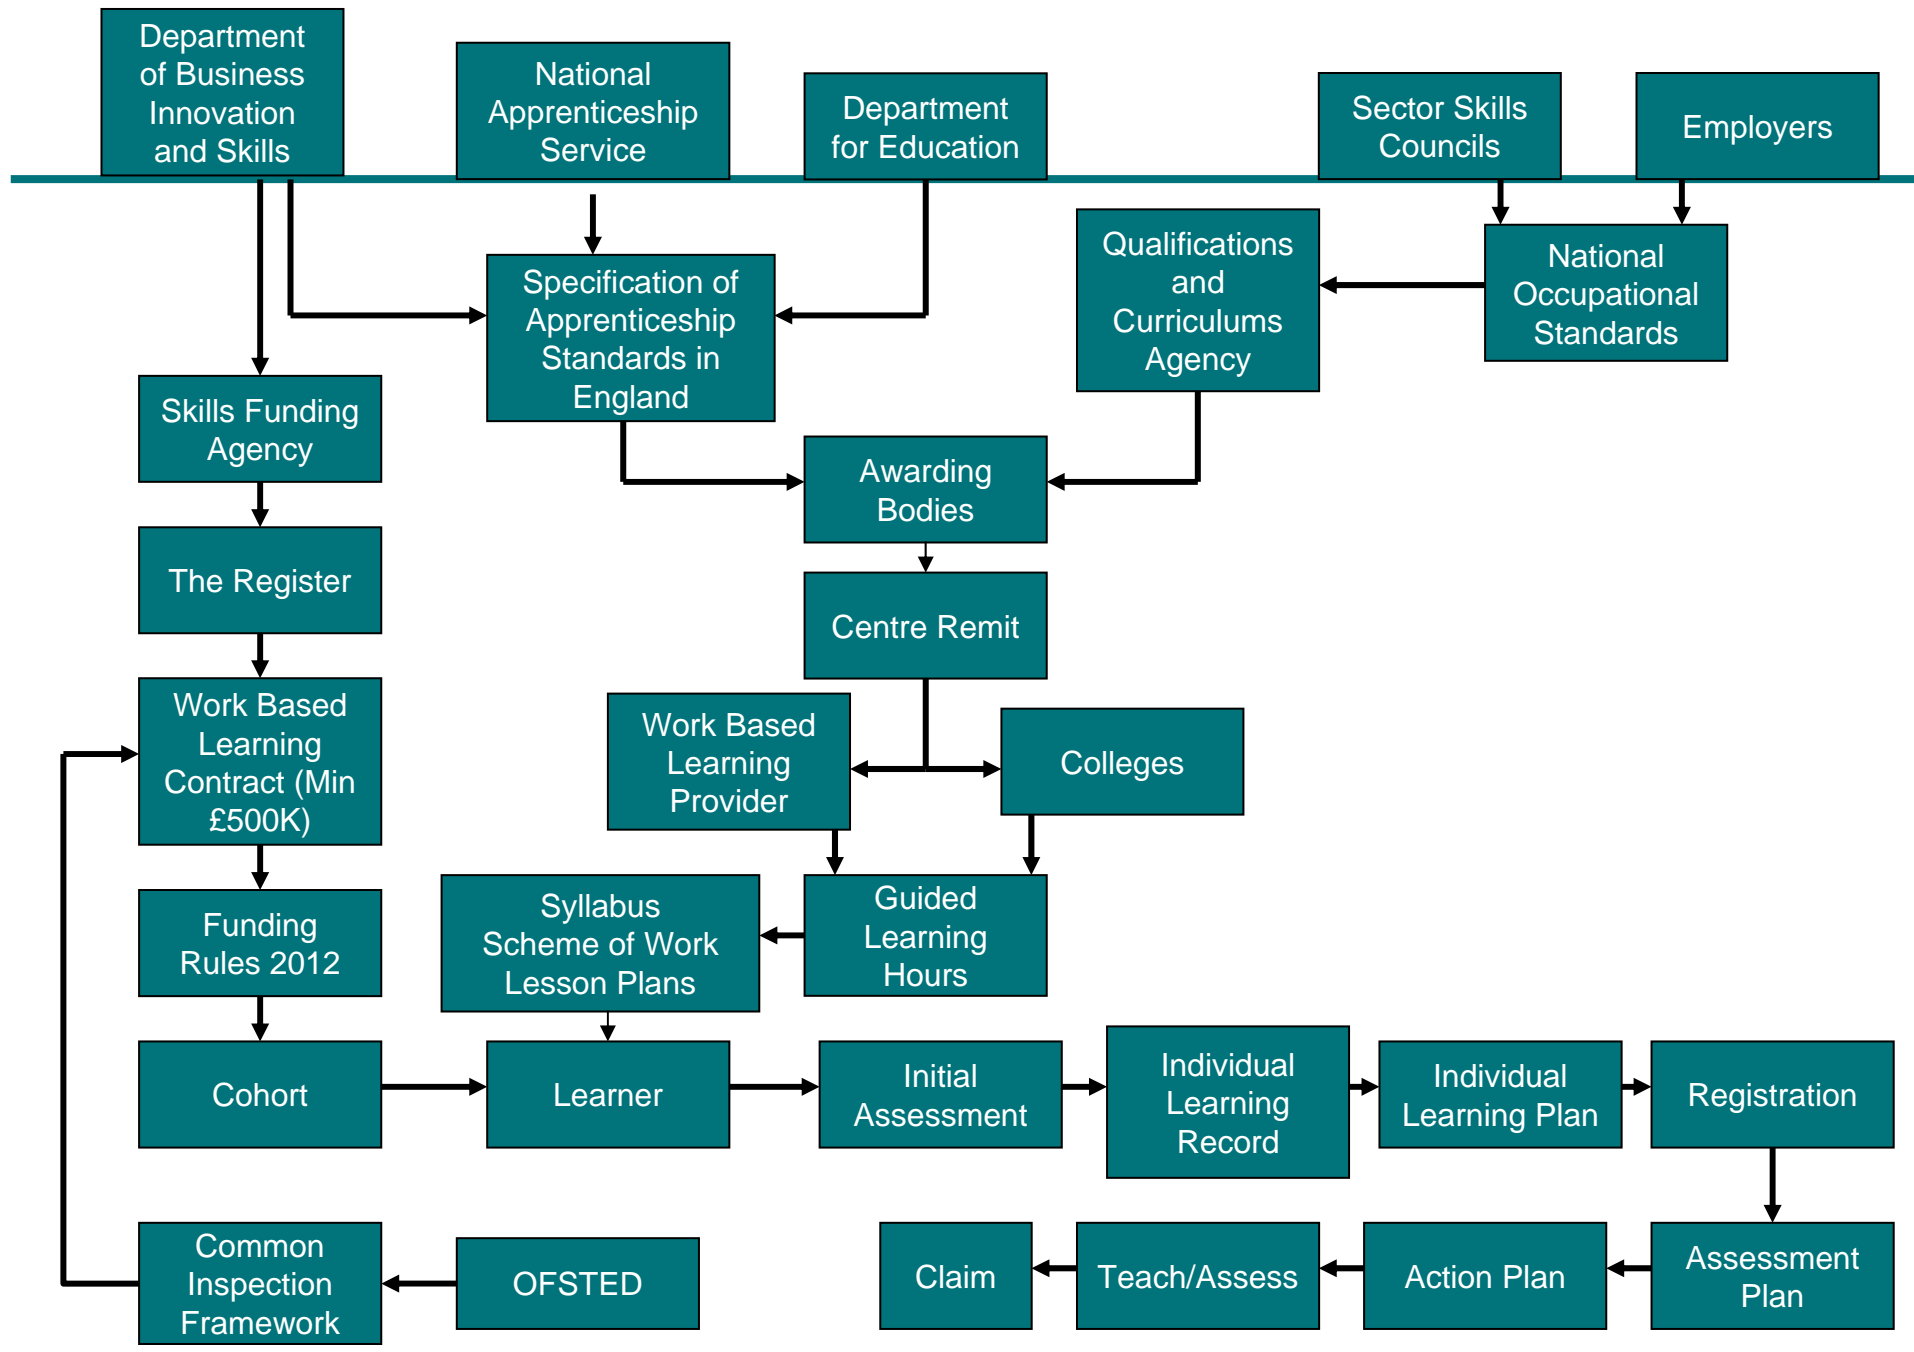 Department
of Business
Innovation
and Skills
National
Apprenticeship
Service
Department
for Education
Sector Skills
Councils
Employers
Specification of
Apprenticeship
Standards in
England
Qualifications
and
Curriculums
Agency
National
Occupational
Standards
Skills Funding
Agency
Awarding
Bodies
The Register
Centre Remit
Work Based
Learning
Contract (Min
£500K)
Work Based
Learning
Provider
Colleges
Funding
Rules 2012
Syllabus
Scheme of Work
Lesson Plans
Guided
Learning
Hours
Cohort
Learner
Initial
Assessment
Individual
Learning
Record
Individual
Learning Plan
Registration
Common
Inspection
Framework
OFSTED
Claim
Teach/Assess
Action Plan
Assessment
Plan